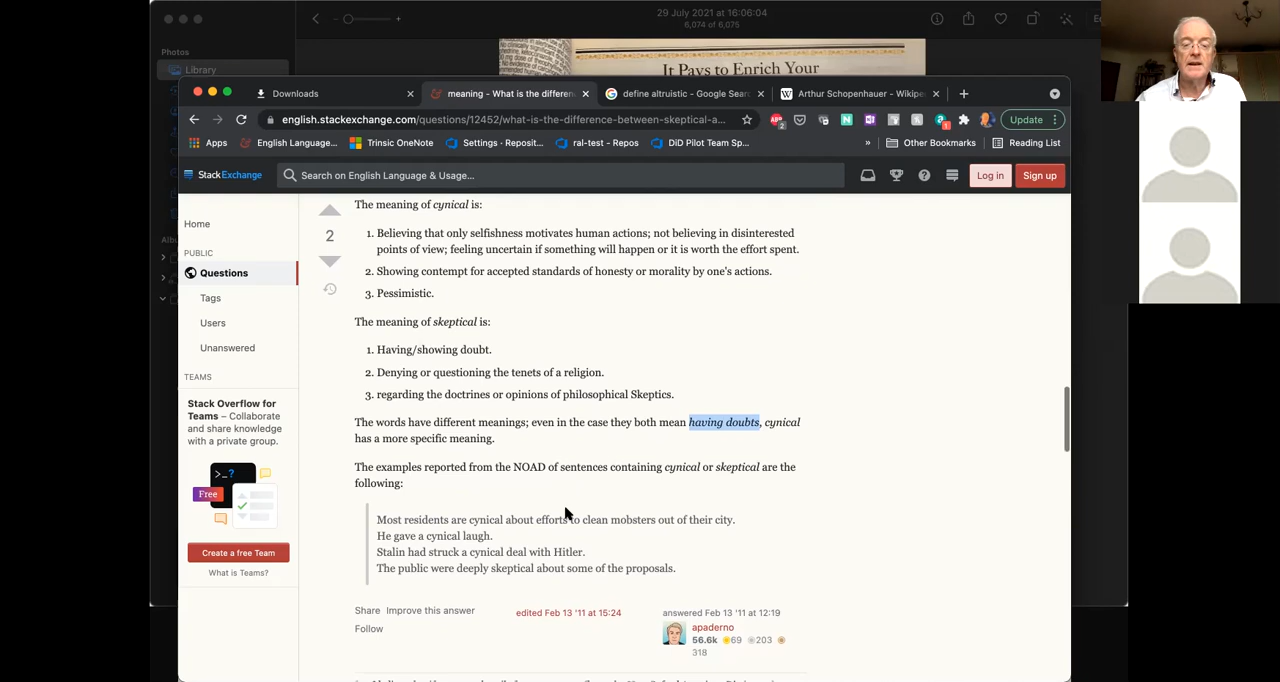 29 July 2021 at 16:06:04
6,074 of 6,075
Photos
Library
It Pays to Enrich Your
Downloads
meaning - What is the differen
define altruistic - Google Sear
Arthur Schopenhauer - Wikipe
english.stackexchange.com/questions/12452/what-is-the-difference-between-skeptical-a...
Update
Apps
English Language...
Trinsic OneNote
Settings · Reposit...
ral-test - Repos
DiD Pilot Team Sp...
»
Other Bookmarks
Reading List
StackExchange
Search on English Language & Usage...
Log in
Sign up
Home
PUBLIC
Questions
Tags
Users
Unanswered
TEAMS
Stack Overflow for
Teams – Collaborate
and share knowledge
with a private group.
>_?
Free
Create a free Team
What is Teams?
2
The meaning of cynical is:
1. Believing that only selfishness motivates human actions; not believing in disinterested
points of view; feeling uncertain if something will happen or it is worth the effort spent.
2. Showing contempt for accepted standards of honesty or morality by one's actions.
3. Pessimistic.
The meaning of skeptical is:
1. Having/showing doubt.
2. Denying or questioning the tenets of a religion.
3. regarding the doctrines or opinions of philosophical Skeptics.
The words have different meanings; even in the case they both mean having doubts, cynical
has a more specific meaning.
The examples reported from the NOAD of sentences containing cynical or skeptical are the
following:
Most residents are cynical about efforts to clean mobsters out of their city.
He gave a cynical laugh.
Stalin had struck a cynical deal with Hitler.
The public were deeply skeptical about some of the proposals.
Share Improve this answer
Follow
edited Feb 13 '11 at 15:24
answered Feb 13 '11 at 12:19
apaderno
56.6k 69 203
318